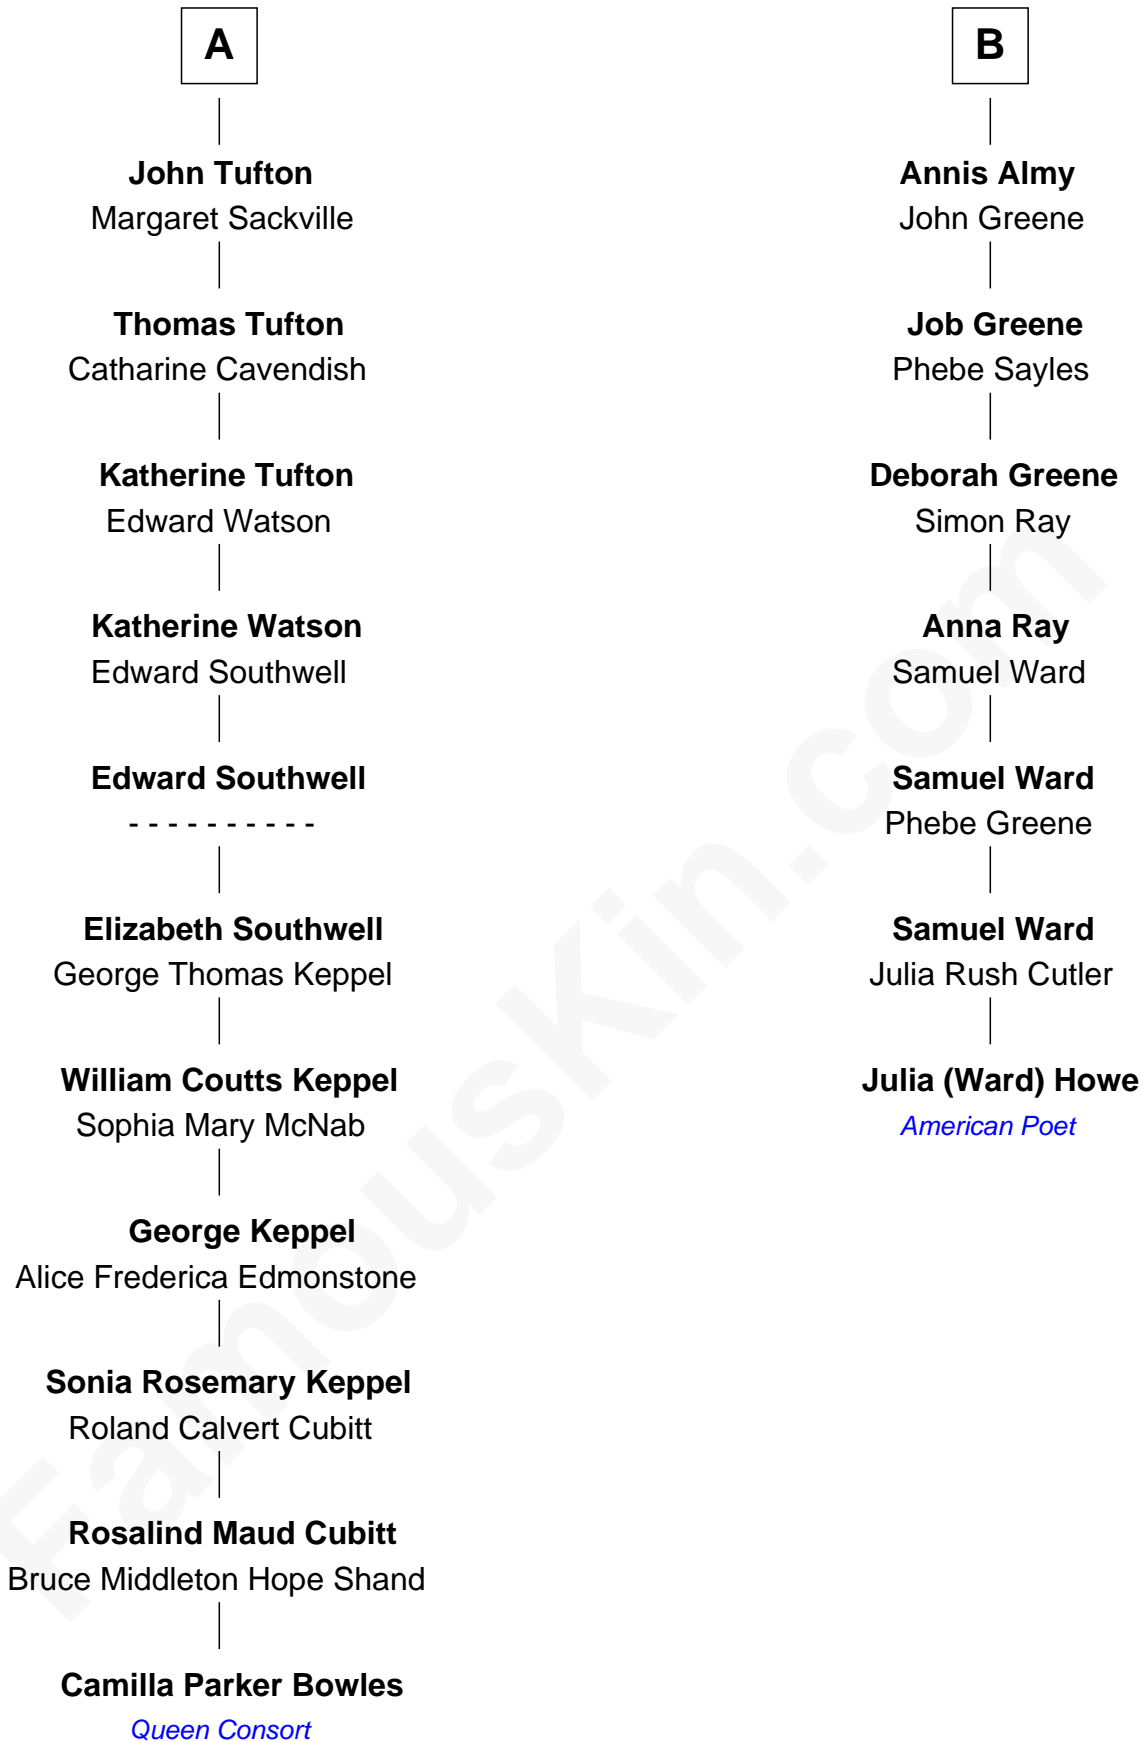 A
John Tufton
Margaret Sackville
Thomas Tufton
Catharine Cavendish
Katherine Tufton
Edward Watson
Katherine Watson
Edward Southwell
Edward Southwell
- - - - - - - - - -
Elizabeth Southwell
George Thomas Keppel
William Coutts Keppel
Sophia Mary McNab
George Keppel
Alice Frederica Edmonstone
Sonia Rosemary Keppel
Roland Calvert Cubitt
Rosalind Maud Cubitt
Bruce Middleton Hope Shand
Camilla Parker Bowles
Queen Consort
B
Annis Almy
John Greene
Job Greene
Phebe Sayles
Deborah Greene
Simon Ray
Anna Ray
Samuel Ward
Samuel Ward
Phebe Greene
Samuel Ward
Julia Rush Cutler
Julia (Ward) Howe
American Poet
FamousKin.com